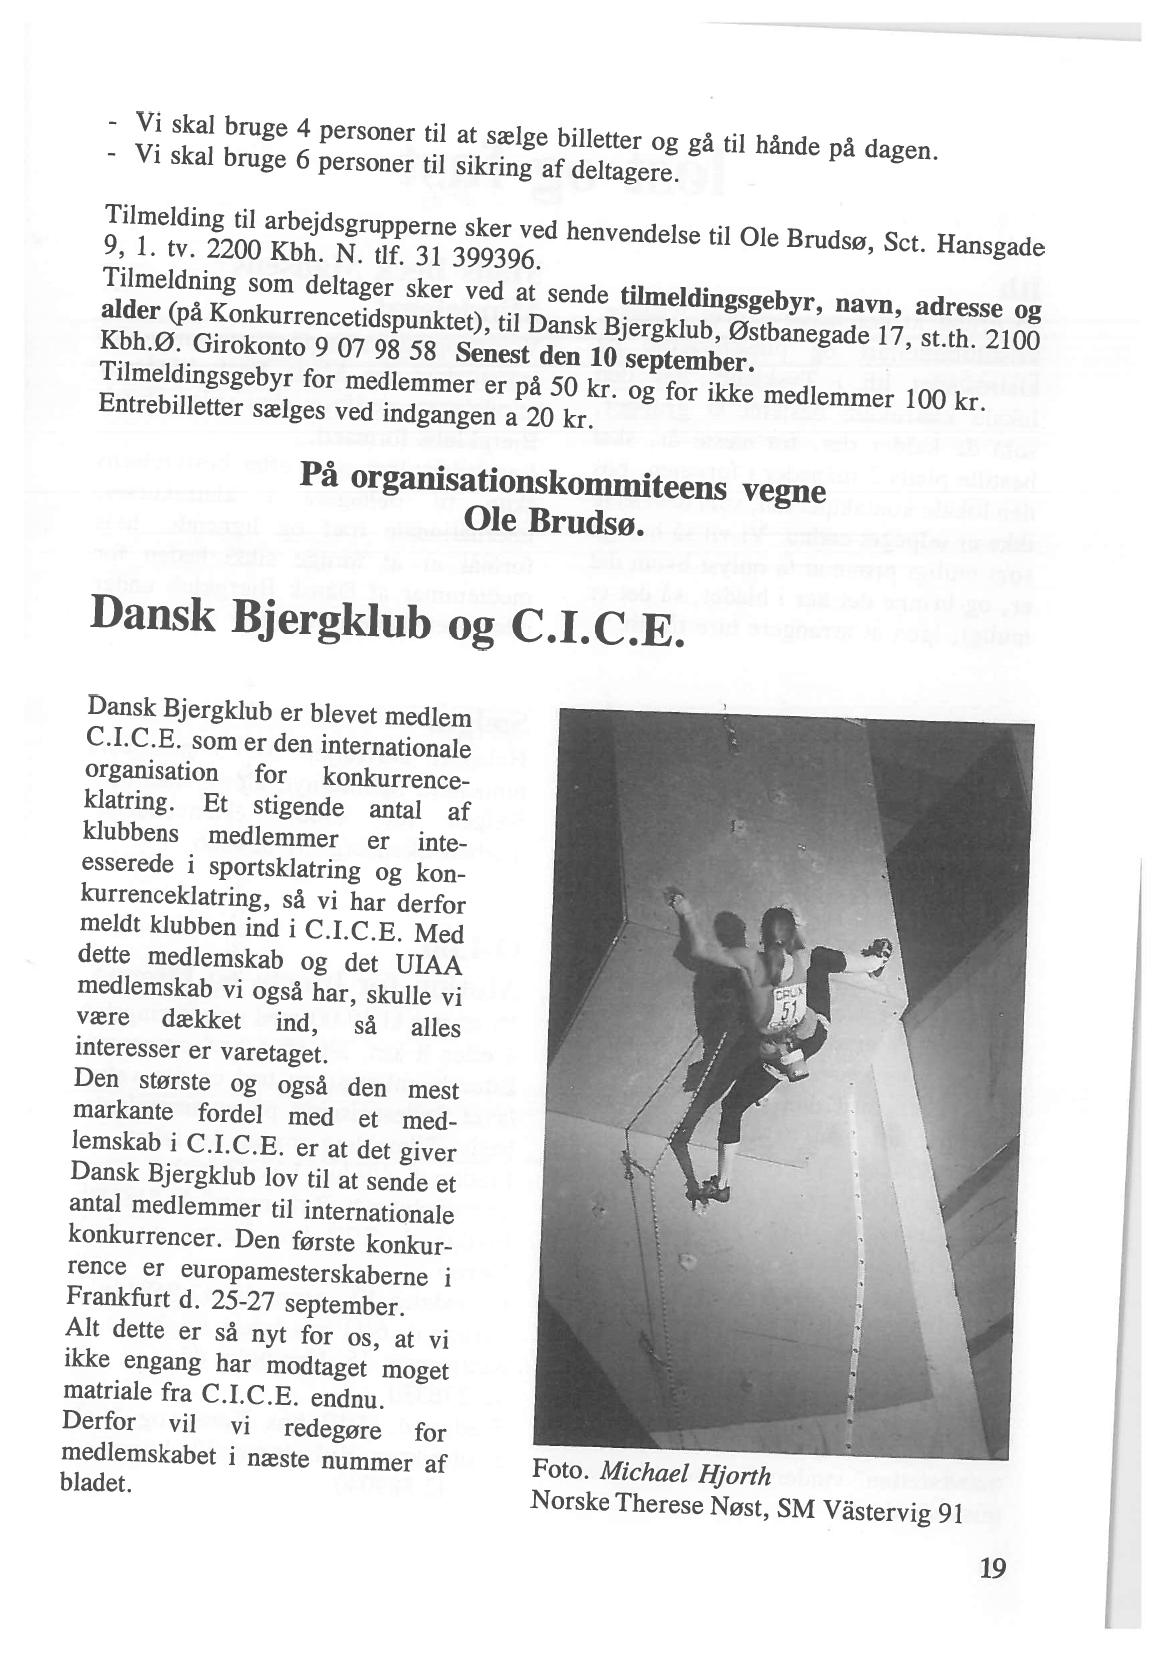 - Vi skal bruge 4 personer til at sælge billetter og gå til hånde på dagen.
- Vi skal bruge 6 personer til sikring af deltagere.
Tilmelding til arbejdsgrupperne sker ved henvendelse til Ole Brudsø, Sct. Hansgade
9, 1. tv. 2200 Kbh. N. tlf. 31 399396.
Tilmeldning som deltager sker ved at sende tilmeldingsgebyr, navn, adresse og
alder (på Konkurrencetidspunktet), til Dansk Bjergklub, Østbanegade 17, st.th. 2100
Kbh.Ø. Girokonto 9 07 98 58 Senest den 10 september.
Tilmeldingsgebyr for medlemmer er på 50 kr. og for ikke medlemmer 100 kr.
Entrebilletter sælges ved indgangen a 20 kr.
På organisationskommiteens vegne
Ole Brudsø.
Dansk Bjergklub og C.I.C.E.
Dansk Bjergklub er blevet medlem
C.I.C.E. som er den internationale
organisation for konkurrence-
klatring. Et stigende antal af
klubbens medlemmer er inte-
esserede i sportsklatring og kon-
kurrenceklatring, så vi har derfor
meldt klubben ind i C.I.C.E. Med
dette medlemskab og det UIAA
medlemskab vi også har, skulle vi
være dækket ind, så alles
interesser er varetaget.
Den største og også den mest
markante fordel med et med-
lemskab i C.I.C.E. er at det giver
Dansk Bjergklub lov til at sende et
antal medlemmer til internationale
konkurrencer. Den første konkur-
rence er europamesterskaberne i
Frankfurt d. 25-27 september.
Alt dette er så nyt for os, at vi
ikke engang har modtaget moget
matriale fra C.I.C.E. endnu.
Derfor vil vi redegøre for
medlemskabet i næste nummer af
bladet.
CRUX
51
Foto. Michael Hjorth
Norske Therese Nøst, SM Västervig 91
19